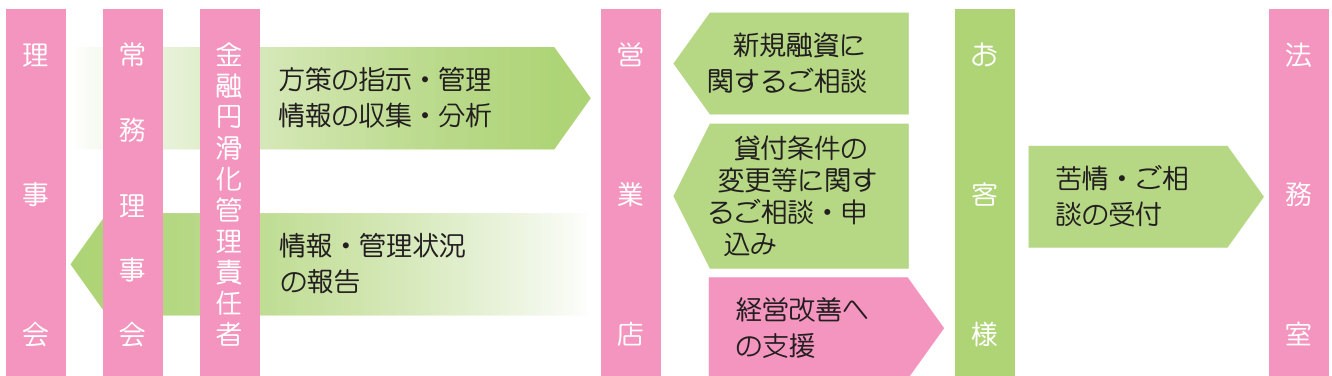 理事会
常務理事会
金融円滑化管理責任者
方策の指示・管理
情報の収集・分析
情報・管理状況
の報告
営業店
新規融資に
関するご相談
貸付条件の
変更等に関す
るご相談・申
込み
経営改善へ
の支援
お客様
苦情・ご相
談の受付
法務室